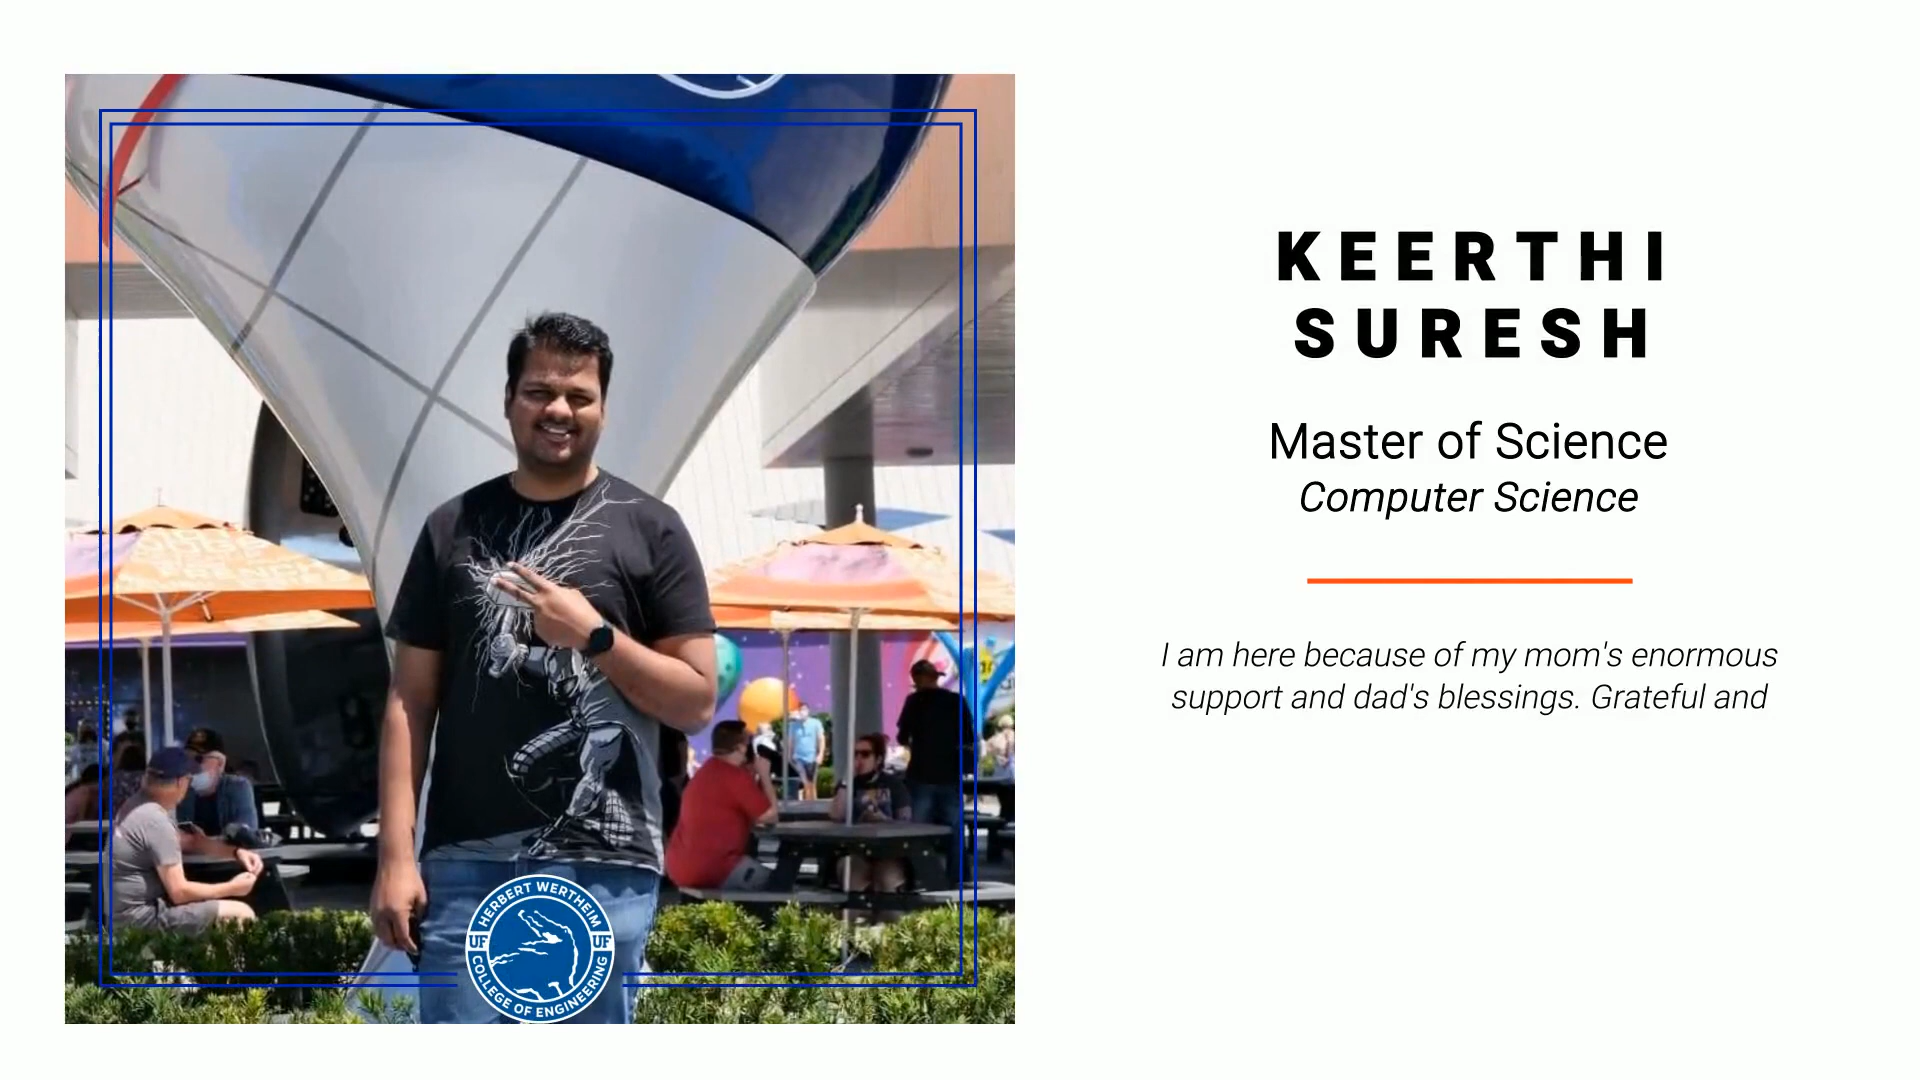 KEERTHI
SURESH
Master of Science
Computer Science
I am here because of my mom's enormous
support and dad's blessings. Grateful and
HERBERT WERTHEIM
UF UF
COLLEGE OF ENGINEERING